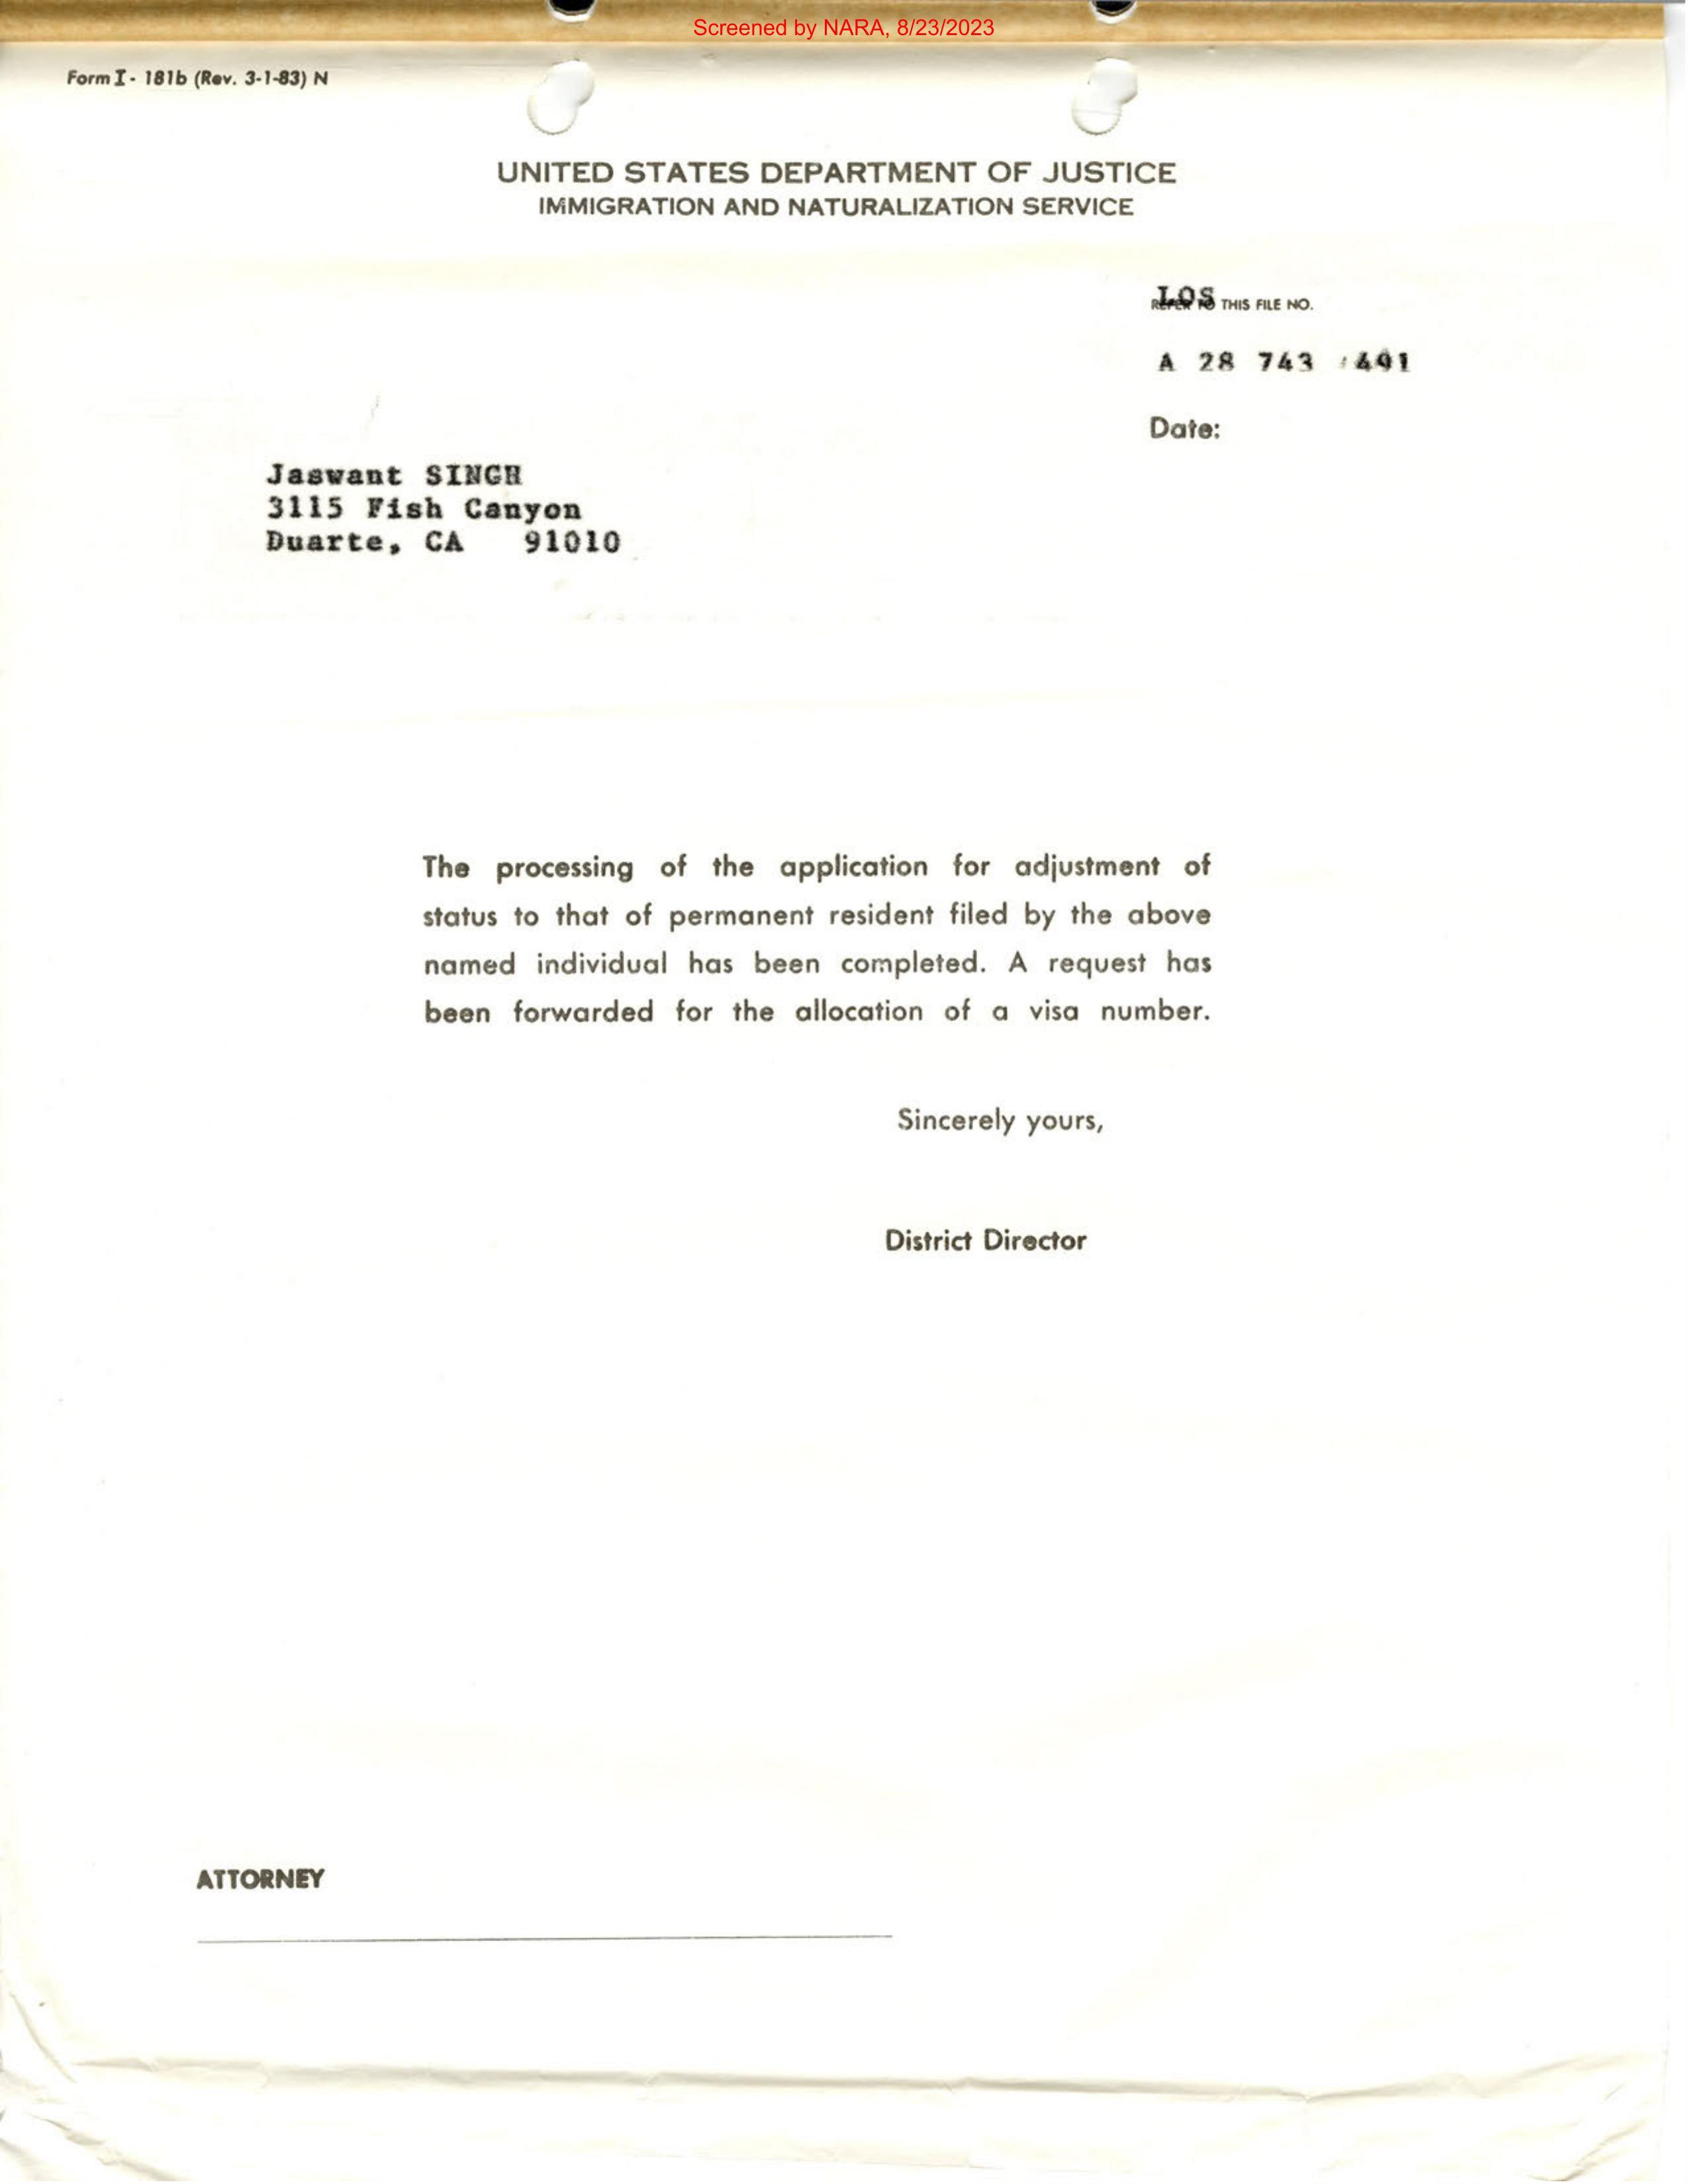 Screened by NARA, 8/23/2023
Form I - 181b (Rev. 3-1-83) N
UNITED STATES DEPARTMENT OF JUSTICE
IMMIGRATION AND NATURALIZATION SERVICE
LOS
REFER TO THIS FILE NO.
A 28 743 491
Date:
Jaswant SINGH
3115 Fish Canyon
Duarte, CA 91010
The processing of the application for adjustment of
status to that of permanent resident filed by the above
named individual has been completed. A request has
been forwarded for the allocation of a visa number.
Sincerely yours,
District Director
ATTORNEY